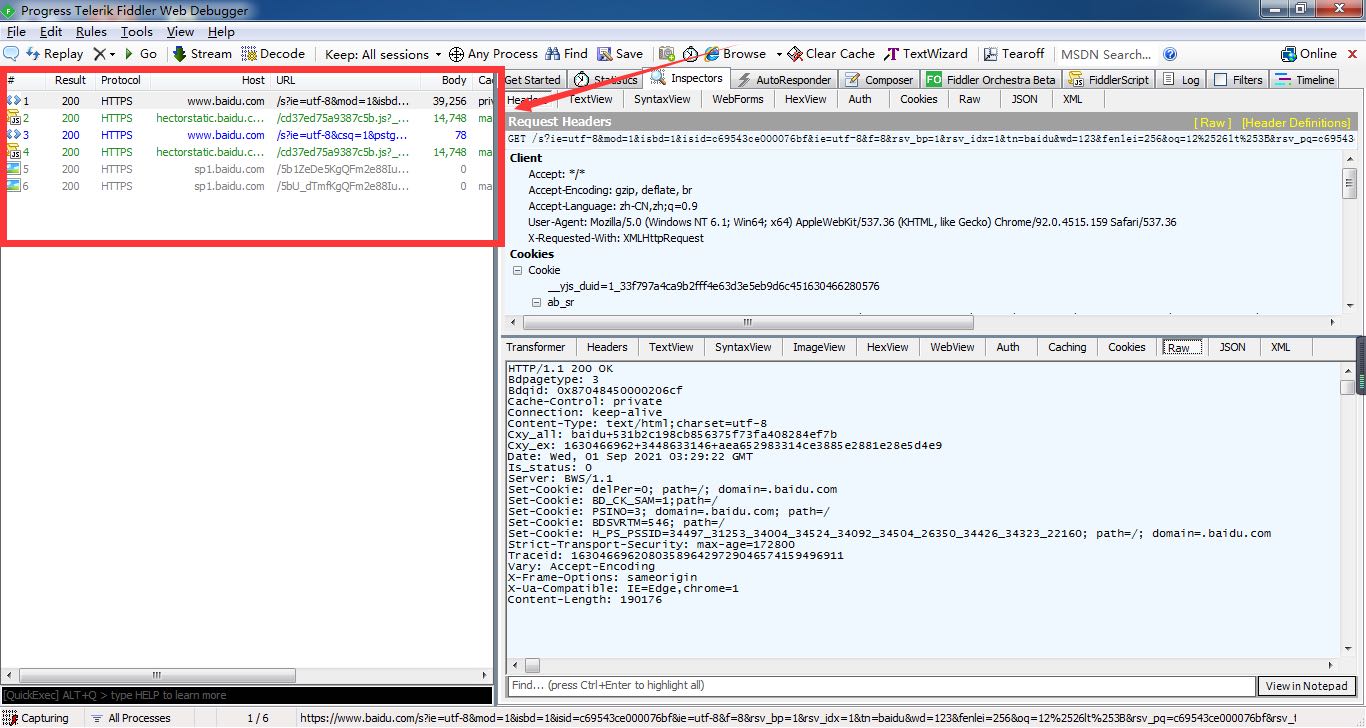 Progress Telerik Fiddler Web Debugger
File Edit Rules Tools View Help
Replay Go Stream Decode Keep: All sessions Any Process Find Save Browse Clear Cache TextWizard Tearoff MSDN Search... Online
# Result Protocol Host URL Body Cac
Get Started Statistics Inspectors AutoResponder Composer FO Fiddler Orchestra Beta FiddlerScript Log Filters Timeline
1 200 HTTPS www.baidu.com /s?ie=utf-8&mod=1&isbd... 39,256 priv
2 200 HTTPS hectorstatic.baidu.c... /cd37ed75a9387c5b.js?_... 14,748 ma
3 200 HTTPS www.baidu.com /s?ie=utf-8&csq=1&pstg... 78
4 200 HTTPS hectorstatic.baidu.c... /cd37ed75a9387c5b.js?_... 14,748 ma
5 200 HTTPS sp1.baidu.com /5b1ZeDe5KgQFm2e88Iu... 0
6 200 HTTPS sp1.baidu.com /5bU_dTmfKgQFm2e88Iu... 0 ma
Headers TextView SyntaxView WebForms HexView Auth Cookies Raw JSON XML
Request Headers [ Raw ] [Header Definitions]
GET /s?ie=utf-8&mod=1&isbd=1&isid=c69543ce000076bf&ie=utf-8&f=8&rsv_bp=1&rsv_idx=1&tn=baidu&wd=123&fenlei=256&oq=12%25261t%253B&rsv_pq=c69543
Client
Accept: */*
Accept-Encoding: gzip, deflate, br
Accept-Language: zh-CN,zh;q=0.9
User-Agent: Mozilla/5.0 (Windows NT 6.1; Win64; x64) AppleWebKit/537.36 (KHTML, like Gecko) Chrome/92.0.4515.159 Safari/537.36
X-Requested-With: XMLHttpRequest
Cookies
Cookie
__yjs_duid=1_33f797a4ca9b2fff4e63d3e5eb9d6c451630466280576
ab_sr
Transformer Headers TextView SyntaxView ImageView HexView WebView Auth Caching Cookies Raw JSON XML
HTTP/1.1 200 OK
Bdpagetype: 3
Bdqid: 0x87048450000206cf
Cache-Control: private
Connection: keep-alive
Content-Type: text/html;charset=utf-8
Cxy_all: baidu+531b2c198cb856375f73fa408284ef7b
Cxy_ex: 1630466962+3448633146+aea652983314ce3885e2881e28e5d4e9
Date: Wed, 01 Sep 2021 03:29:22 GMT
Is_status: 0
Server: BWS/1.1
Set-Cookie: delPer=0; path=/; domain=.baidu.com
Set-Cookie: BD_CK_SAM=1;path=/
Set-Cookie: PSINO=3; domain=.baidu.com; path=/
Set-Cookie: BDSVRTM=546; path=/
Set-Cookie: H_PS_PSSID=34497_31253_34004_34524_34092_34504_26350_34426_34323_22160; path=/; domain=.baidu.com
Strict-Transport-Security: max-age=172800
Traceid: 163046696208035896429729046574159496911
Vary: Accept-Encoding
X-Frame-Options: sameorigin
X-Ua-Compatible: IE=Edge,chrome=1
Content-Length: 190176
Find... (press Ctrl+Enter to highlight all) View in Notepad
[QuickExec] ALT+Q > type HELP to learn more
Capturing All Processes 1 / 6 https://www.baidu.com/s?ie=utf-8&mod=1&isbd=1&isid=c69543ce000076bf&ie=utf-8&f=8&rsv_bp=1&rsv_idx=1&tn=baidu&wd=123&fenlei=256&oq=12%2526lt%253B&rsv_pq=c69543ce000076bf&rsv_t